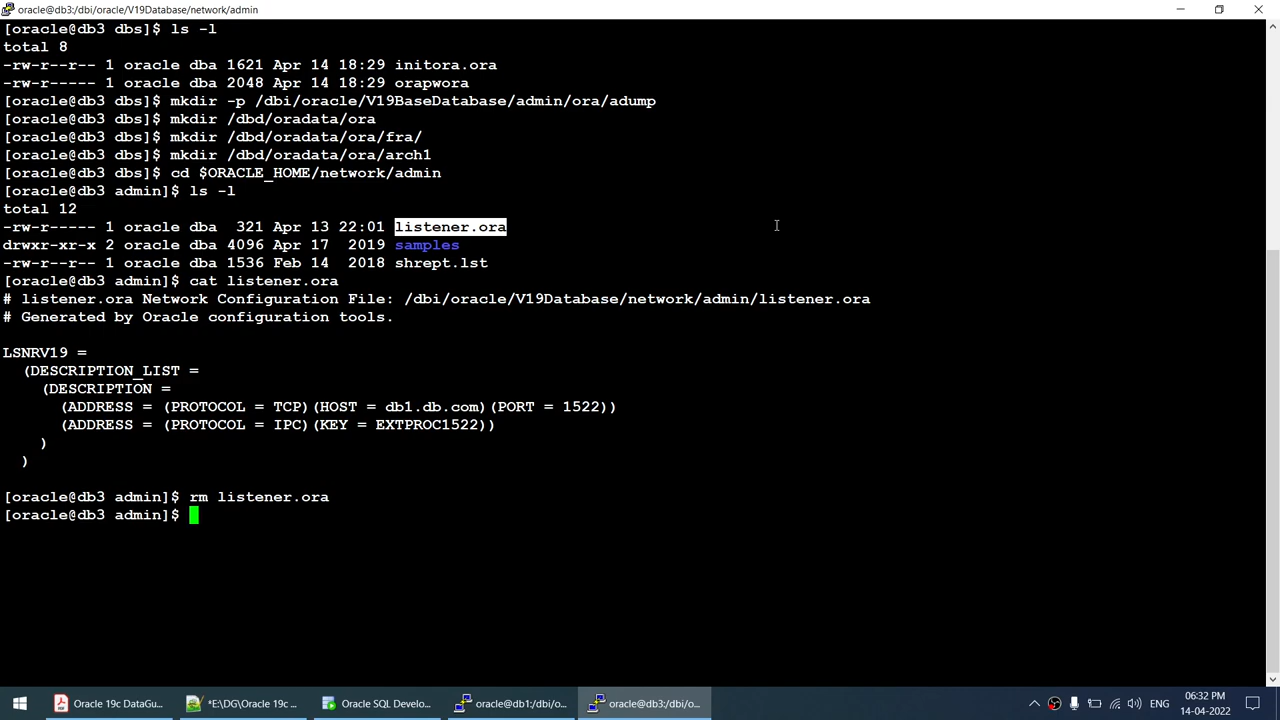 oracle@db3:/dbi/oracle/V19Database/network/admin
[oracle@db3 dbs]$ ls -l
total 8
-rw-r--r-- 1 oracle dba 1621 Apr 14 18:29 initora.ora
-rw-r----- 1 oracle dba 2048 Apr 14 18:29 orapwora
[oracle@db3 dbs]$ mkdir -p /dbi/oracle/V19BaseDatabase/admin/ora/adump
[oracle@db3 dbs]$ mkdir /dbd/oradata/ora
[oracle@db3 dbs]$ mkdir /dbd/oradata/ora/fra/
[oracle@db3 dbs]$ mkdir /dbd/oradata/ora/arch1
[oracle@db3 dbs]$ cd $ORACLE_HOME/network/admin
[oracle@db3 admin]$ ls -l
total 12
-rw-r--r-- 1 oracle dba  321 Apr 13 22:01 listener.ora
drwxr-xr-x 2 oracle dba 4096 Apr 17  2019 samples
-rw-r--r-- 1 oracle dba 1536 Feb 14  2018 shrept.lst
[oracle@db3 admin]$ cat listener.ora
# listener.ora Network Configuration File: /dbi/oracle/V19Database/network/admin/listener.ora
# Generated by Oracle configuration tools.
LSNRV19 =
  (DESCRIPTION_LIST =
    (DESCRIPTION =
      (ADDRESS = (PROTOCOL = TCP)(HOST = db1.db.com)(PORT = 1522))
      (ADDRESS = (PROTOCOL = IPC)(KEY = EXTPROC1522))
    )
  )
[oracle@db3 admin]$ rm listener.ora
[oracle@db3 admin]$
Oracle 19c DataGu... *E:\DG\Oracle 19c ... Oracle SQL Develo... oracle@db1:/dbi/o... oracle@db3:/dbi/o... ENG 06:32 PM
14-04-2022